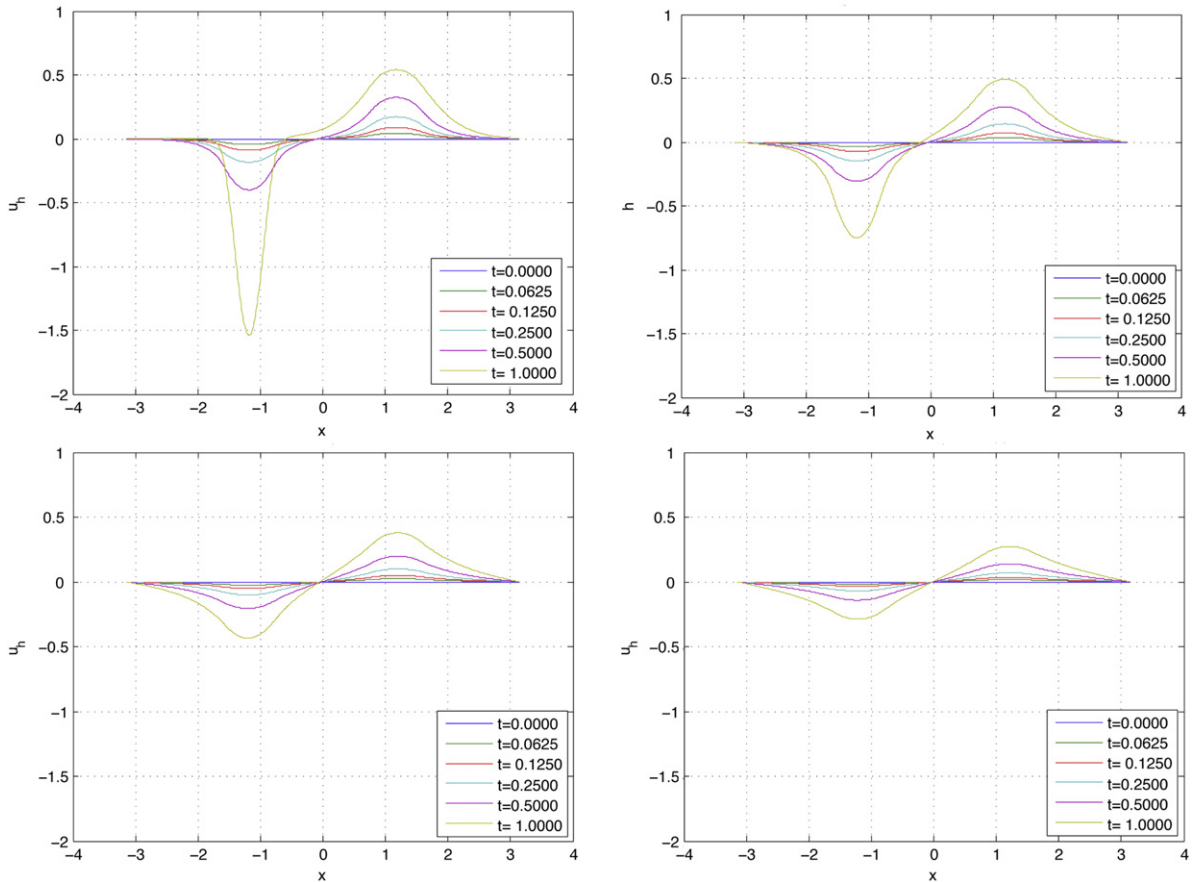 1
0.5
0
−0.5
−1
−1.5
−2
u_h
−4 −3 −2 −1 0 1 2 3 4
x
t=0.0000
t=0.0625
t= 0.1250
t=0.2500
t=0.5000
t= 1.0000
1
0.5
0
−0.5
−1
−1.5
−2
h
−4 −3 −2 −1 0 1 2 3 4
x
t=0.0000
t=0.0625
t= 0.1250
t=0.2500
t=0.5000
t= 1.0000
1
0.5
0
−0.5
−1
−1.5
−2
u_h
−4 −3 −2 −1 0 1 2 3 4
x
t=0.0000
t=0.0625
t= 0.1250
t=0.2500
t=0.5000
t= 1.0000
1
0.5
0
−0.5
−1
−1.5
−2
u_h
−4 −3 −2 −1 0 1 2 3 4
x
t=0.0000
t=0.0625
t= 0.1250
t=0.2500
t=0.5000
t= 1.0000